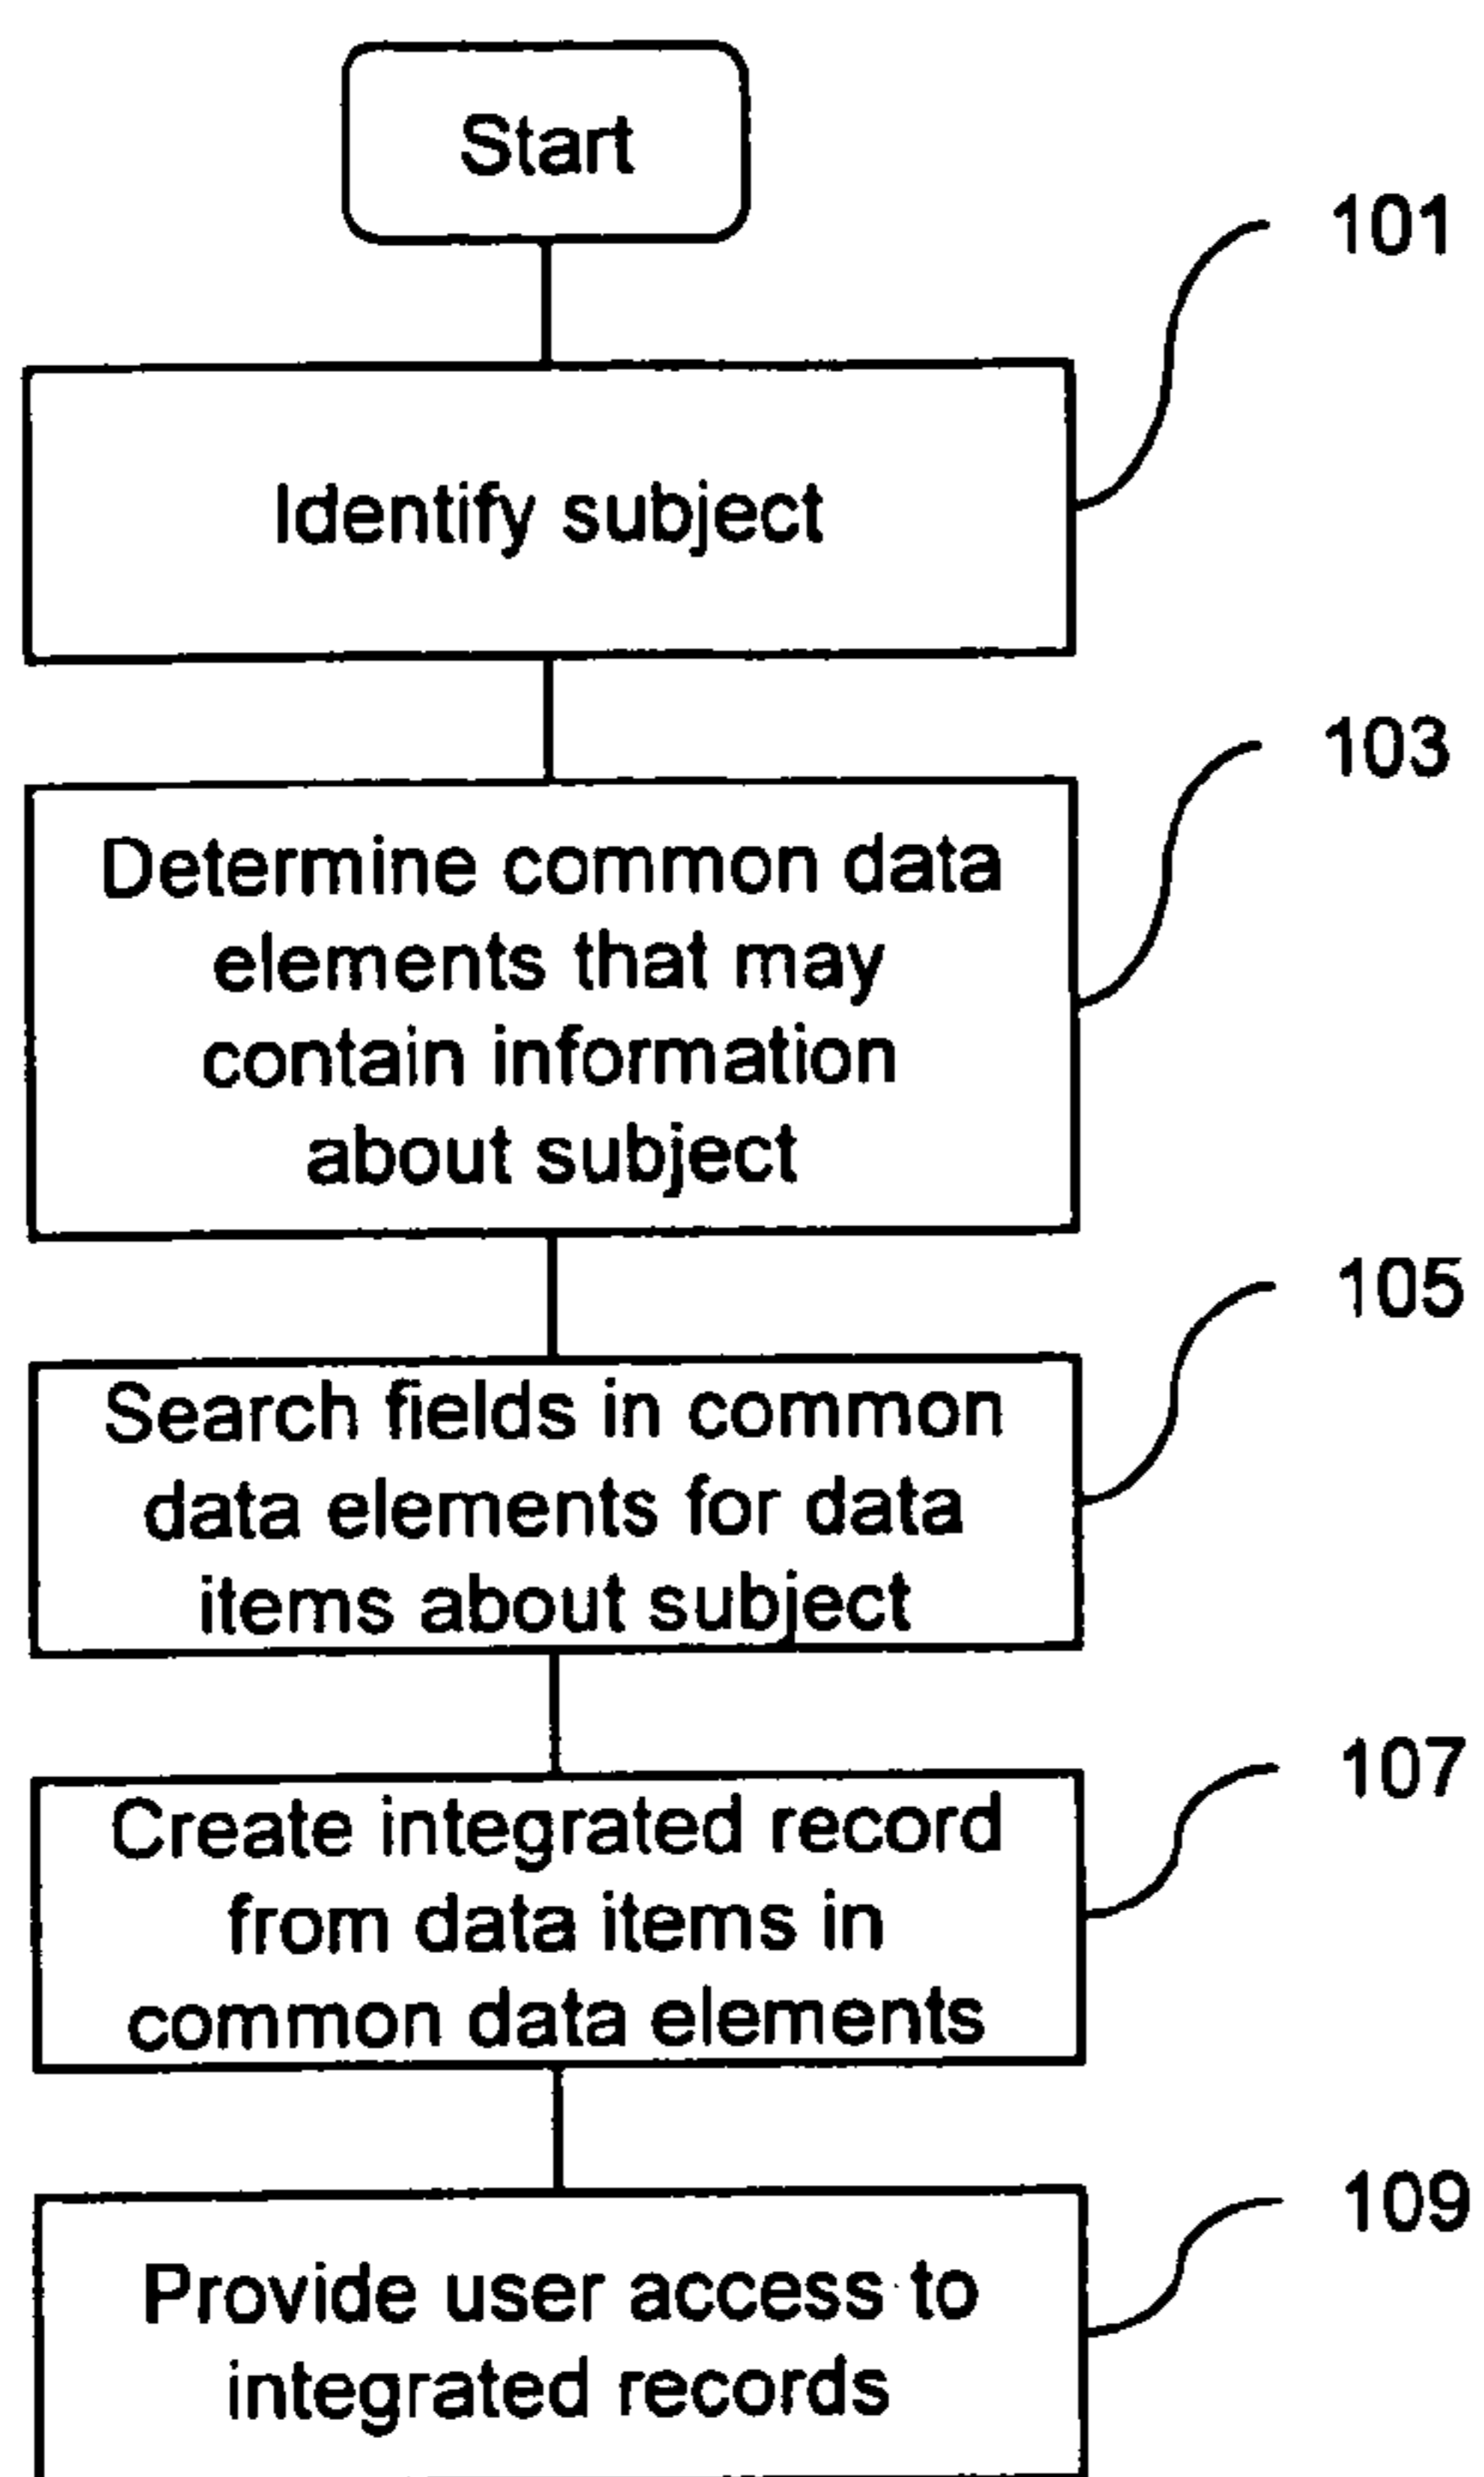 Start
101
Identify subject
103
Determine common data
elements that may
contain information
about subject
105
Search fields in common
data elements for data
items about subject
107
Create integrated record
from data items in
common data elements
109
Provide user access to
integrated records